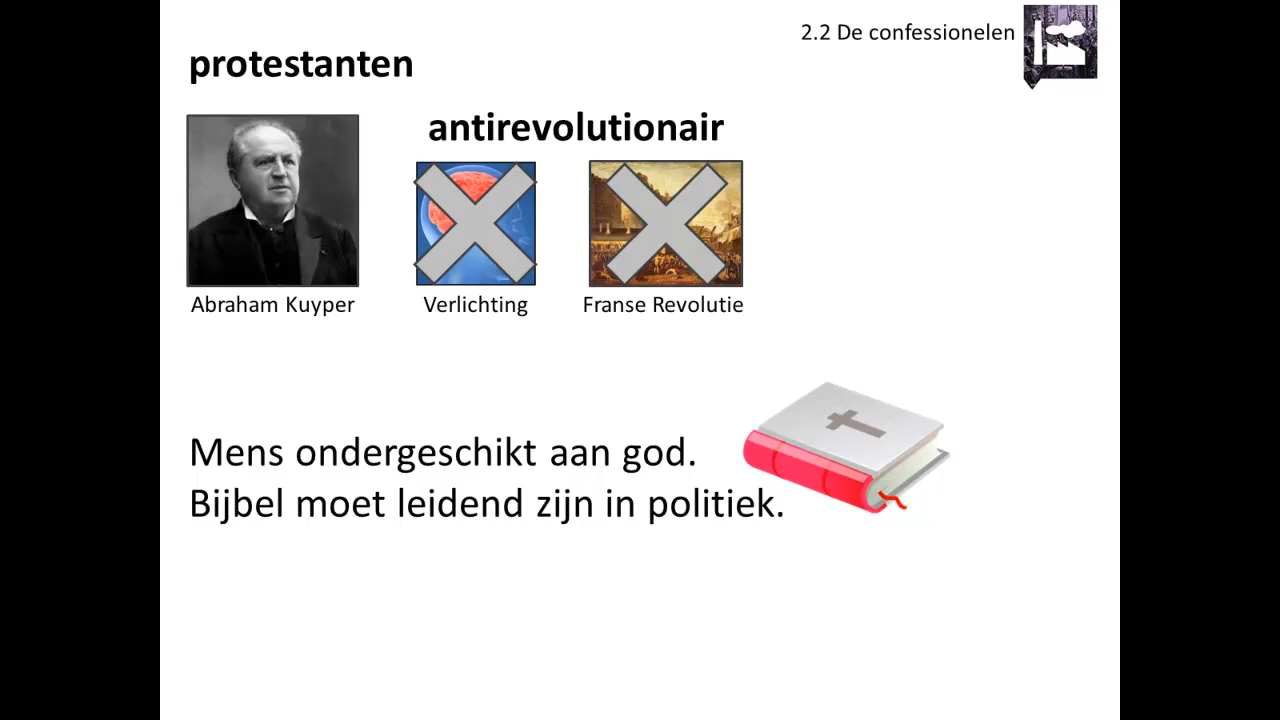 2.2 De confessionelen
protestanten
antirevolutionair
Abraham Kuyper
Verlichting
Franse Revolutie
Mens ondergeschikt aan god.
Bijbel moet leidend zijn in politiek.